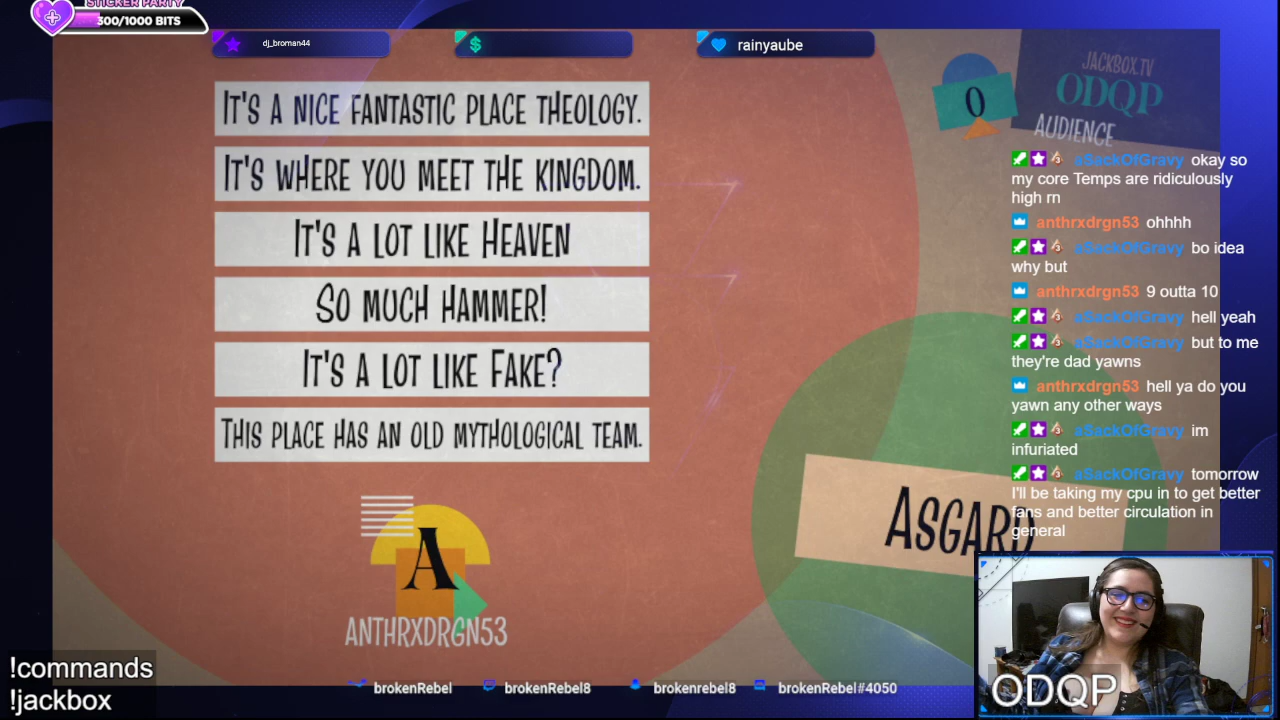 STICKER PARTY
300/1000 BITS
dj_broman44
$
rainyaube
IT'S A NICE FANTASTIC PLACE THEOLOGY.
IT'S WHERE YOU MEET THE KINGDOM.
IT'S A LOT LIKE HEAVEN
SO MUCH HAMMER!
IT'S A LOT LIKE FAKE?
THIS PLACE HAS AN OLD MYTHOLOGICAL TEAM.
A
ANTHRXDRGN53
0
JACKBOX.TV
ODQP
AUDIENCE
ASGARD
aSackOfGravy okay so
my core Temps are ridiculously
high rn
anthrxdrgn53 ohhhh
aSackOfGravy bo idea
why but
anthrxdrgn53 9 outta 10
aSackOfGravy hell yeah
aSackOfGravy but to me
they're dad yawns
anthrxdrgn53 hell ya do you
yawn any other ways
aSackOfGravy im
infuriated
aSackOfGravy tomorrow
I'll be taking my cpu in to get better
fans and better circulation in
general
!commands
!jackbox
brokenRebel
brokenRebel8
brokenrebel8
brokenRebel#4050
ODQP